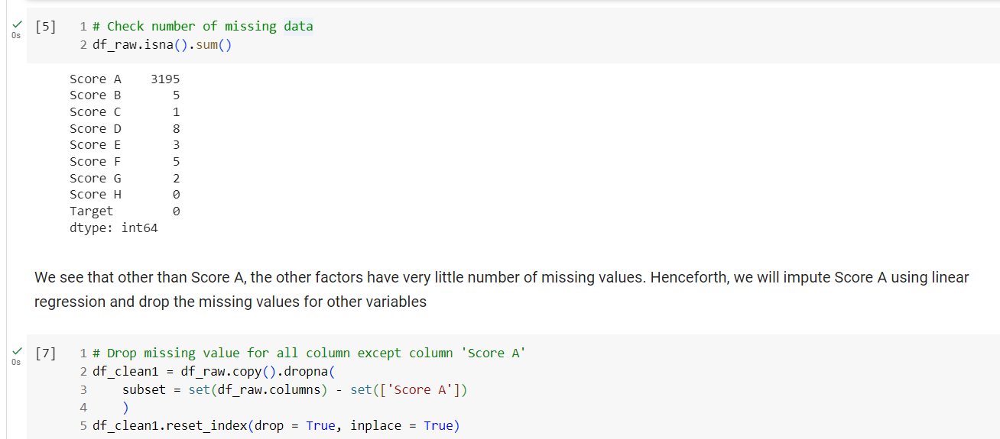 [5] 1 # Check number of missing data
0s 2 df_raw.isna().sum()
Score A 3195
Score B 5
Score C 1
Score D 8
Score E 3
Score F 5
Score G 2
Score H 0
Target 0
dtype: int64
We see that other than Score A, the other factors have very little number of missing values. Henceforth, we will impute Score A using linear
regression and drop the missing values for other variables
[7] 1 # Drop missing value for all column except column 'Score A'
0s 2 df_clean1 = df_raw.copy().dropna(
3     subset = set(df_raw.columns) - set(['Score A'])
4     )
5 df_clean1.reset_index(drop = True, inplace = True)